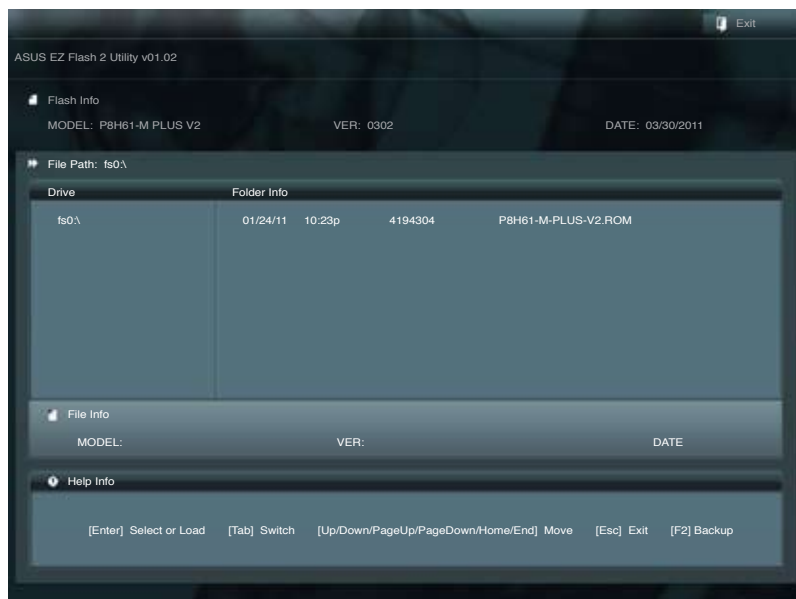 Exit
ASUS EZ Flash 2 Utility v01.02
Flash Info
MODEL: P8H61-M PLUS V2 VER: 0302 DATE: 03/30/2011
File Path: fs0:\
Drive Folder Info
fs0:\ 01/24/11 10:23p 4194304 P8H61-M-PLUS-V2.ROM
File Info
MODEL: VER: DATE
Help Info
[Enter] Select or Load [Tab] Switch [Up/Down/PageUp/PageDown/Home/End] Move [Esc] Exit [F2] Backup